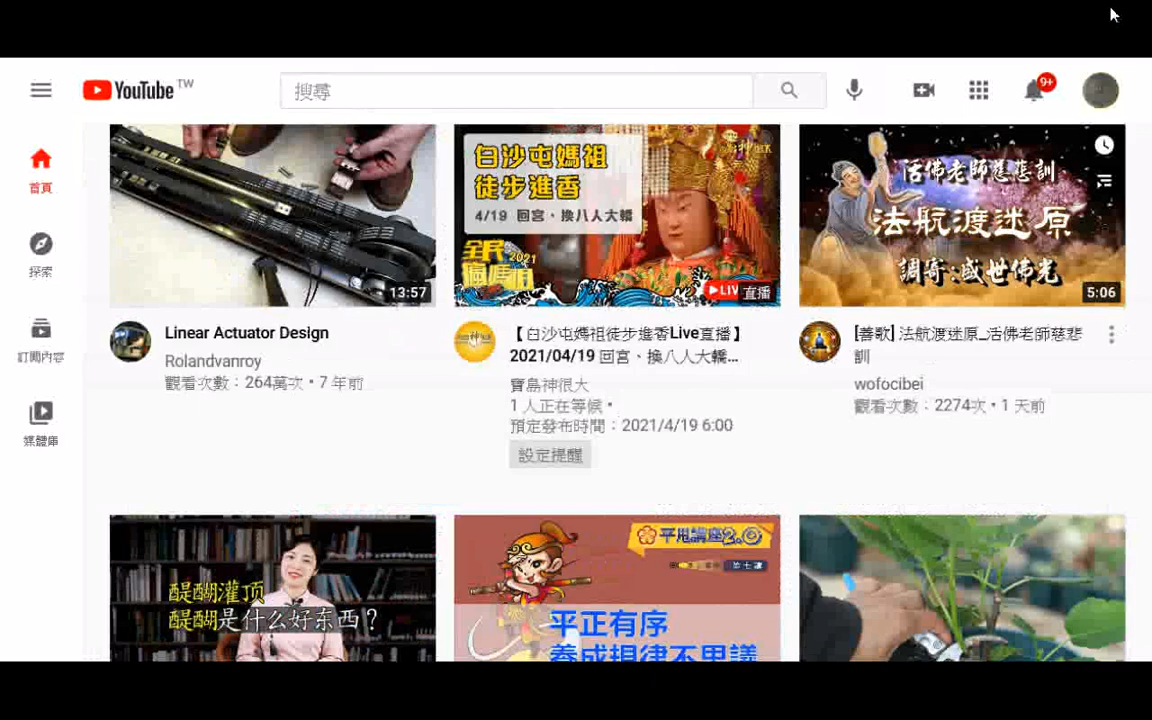 YouTube TW
搜尋
9+
首頁
探索
訂閱內容
媒體庫
13:57
白沙屯媽祖
徒步進香
4/19 回宮、換八人大轎
全民
2021
瘋媽祖
LIV
直播
活佛老師慈悲訓
法航渡迷原
調寄:盛世佛光
5:06
Linear Actuator Design
Rolandvanroy
觀看次數：264萬次 • 7 年前
【白沙屯媽祖徒步進香Live直播】
2021/04/19 回宮、換八人大轎...
寶島神很大
1 人正在等候 •
預定發布時間：2021/4/19 6:00
設定提醒
[善歌] 法航渡迷原_活佛老師慈悲
訓
wofocibei
觀看次數：2274次 • 1 天前
醍醐灌顶
醍醐是什么好东西？
平甩講座2.0
平正有序
養成規律不思議